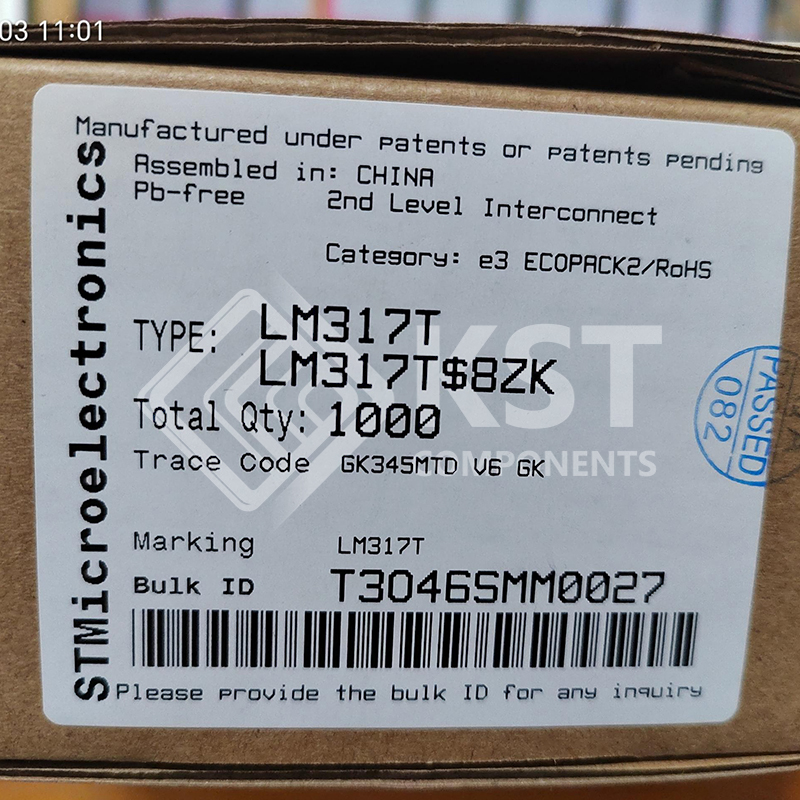 03 11:01
Manufactured under patents or patents pending
Assembled in: CHINA
Pb-free 2nd Level Interconnect
Category: e3 ECOPACK2/RoHS
TYPE: LM317T
LM317T$8ZK
Total Qty: 1000
Trace Code GK345MTD V6 GK
Marking LM317T
Bulk ID T3046SMM0027
Please provide the bulk ID for any inquiry
STMicroelectronics
KST
COMPONENTS
PASSED
082